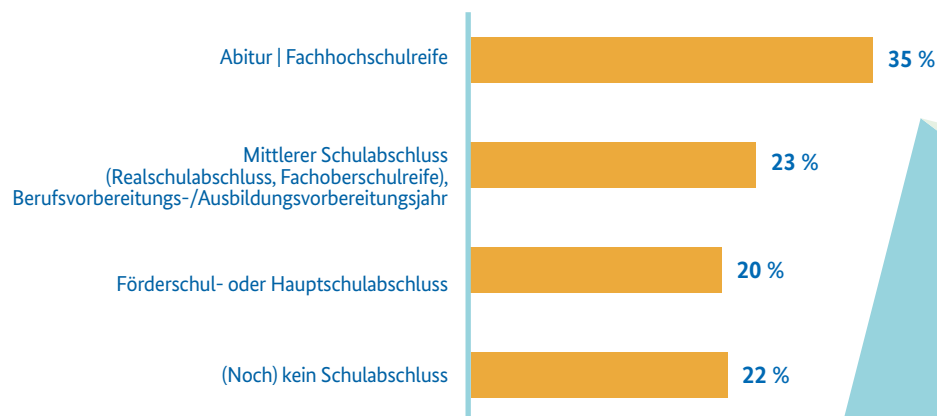 Abitur | Fachhochschulreife
35 %
Mittlerer Schulabschluss
(Realschulabschluss, Fachoberschulreife),
Berufsvorbereitungs-/Ausbildungsvorbereitungsjahr
23 %
Förderschul- oder Hauptschulabschluss
20 %
(Noch) kein Schulabschluss
22 %